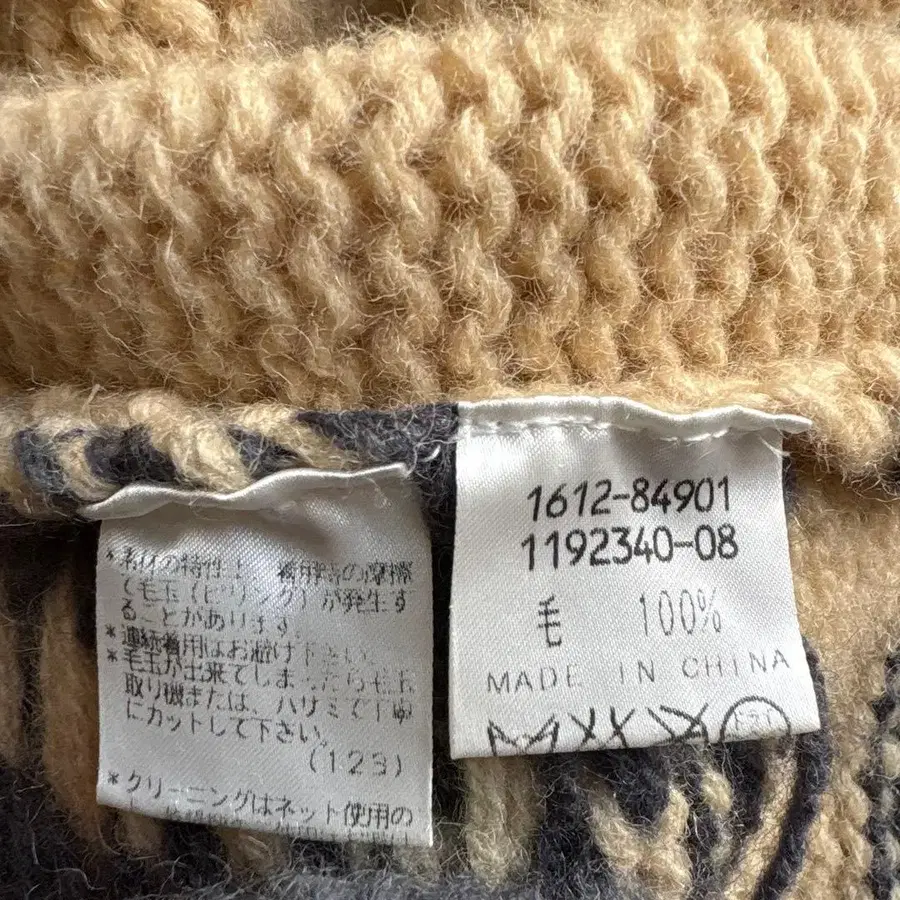 *素材の特性上 着用時の摩擦
で毛玉(ピリング)が発生す
ることがあります。
*連続着用はお避け下さい。
*毛玉が出来てしまったら毛玉
取り機または、ハサミで丁寧
にカットして下さい。
(123)
*クリーニングはネット使用の
1612-84901
1192340-08
毛 100%
MADE IN CHINA
ドライ